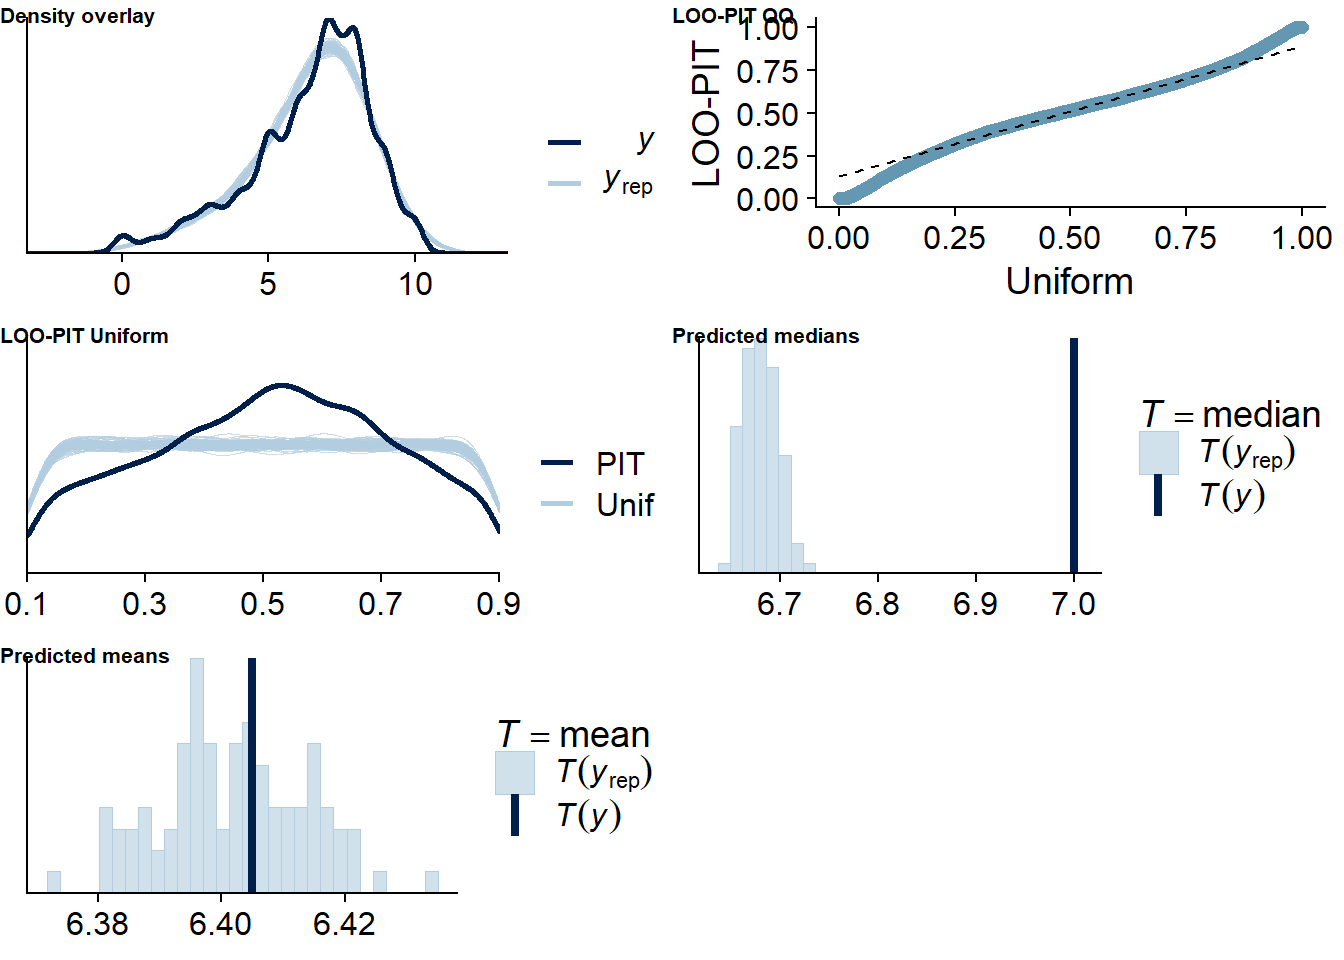 Density overlay
y
yrep
0 5 10
LOO-PIT QQ
LOO-PIT
1.00
0.75
0.50
0.25
0.00
0.00 0.25 0.50 0.75 1.00
Uniform
LOO-PIT Uniform
PIT
Unif
0.1 0.3 0.5 0.7 0.9
Predicted medians
T = median
T(yrep)
T(y)
6.7 6.8 6.9 7.0
Predicted means
T = mean
T(yrep)
T(y)
6.38 6.40 6.42